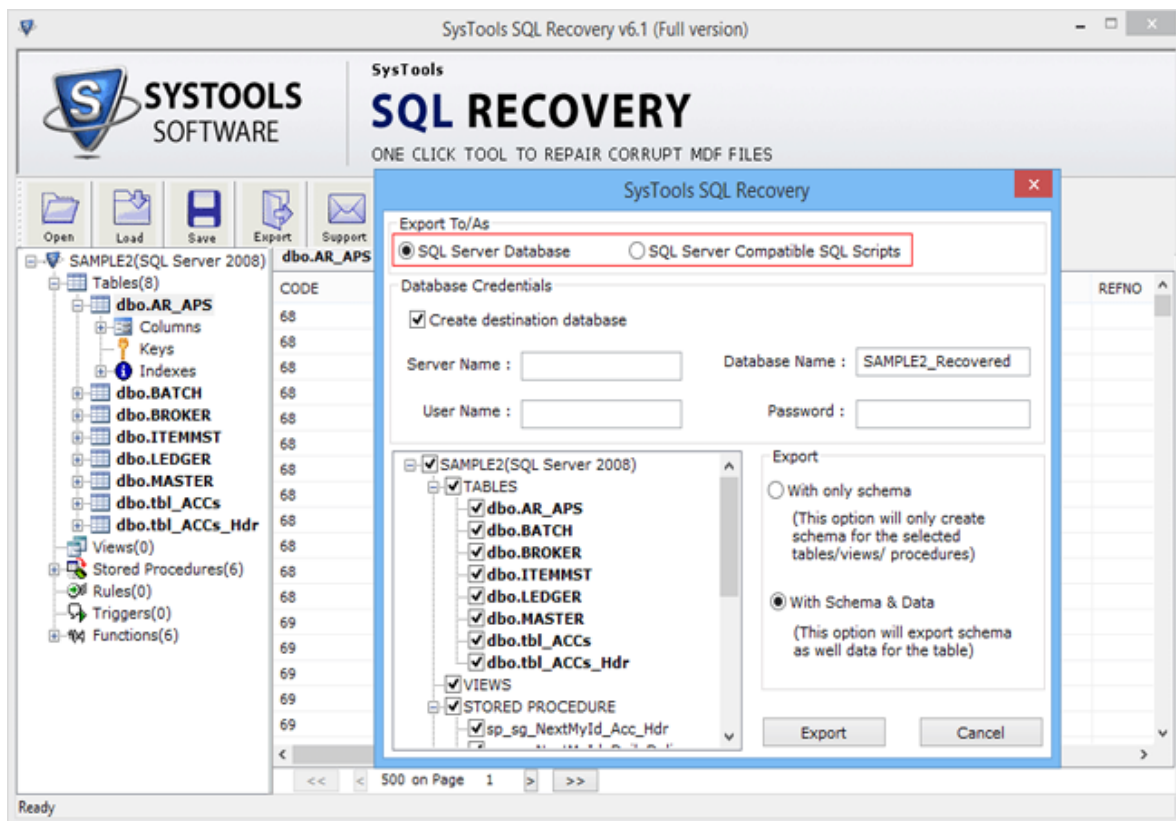 SysTools SQL Recovery v6.1 (Full version)
SYSTOOLS
SOFTWARE
SysTools
SQL RECOVERY
ONE CLICK TOOL TO REPAIR CORRUPT MDF FILES
Open
Load
Save
Export
Support
SAMPLE2(SQL Server 2008)
Tables(8)
dbo.AR_APS
Columns
Keys
Indexes
dbo.BATCH
dbo.BROKER
dbo.ITEMMST
dbo.LEDGER
dbo.MASTER
dbo.tbl_ACCs
dbo.tbl_ACCs_Hdr
Views(0)
Stored Procedures(6)
Rules(0)
Triggers(0)
Functions(6)
dbo.AR_APS
CODE
68
68
68
68
68
68
68
68
68
68
68
68
69
69
69
69
69
REFNO
<< < 500 on Page 1 > >>
Ready
SysTools SQL Recovery
Export To/As
SQL Server Database
SQL Server Compatible SQL Scripts
Database Credentials
Create destination database
Server Name :
Database Name : SAMPLE2_Recovered
User Name :
Password :
SAMPLE2(SQL Server 2008)
TABLES
dbo.AR_APS
dbo.BATCH
dbo.BROKER
dbo.ITEMMST
dbo.LEDGER
dbo.MASTER
dbo.tbl_ACCs
dbo.tbl_ACCs_Hdr
VIEWS
STORED PROCEDURE
sp_sg_NextMyId_Acc_Hdr
Export
With only schema
(This option will only create
schema for the selected
tables/views/ procedures)
With Schema & Data
(This option will export schema
as well data for the table)
Export
Cancel